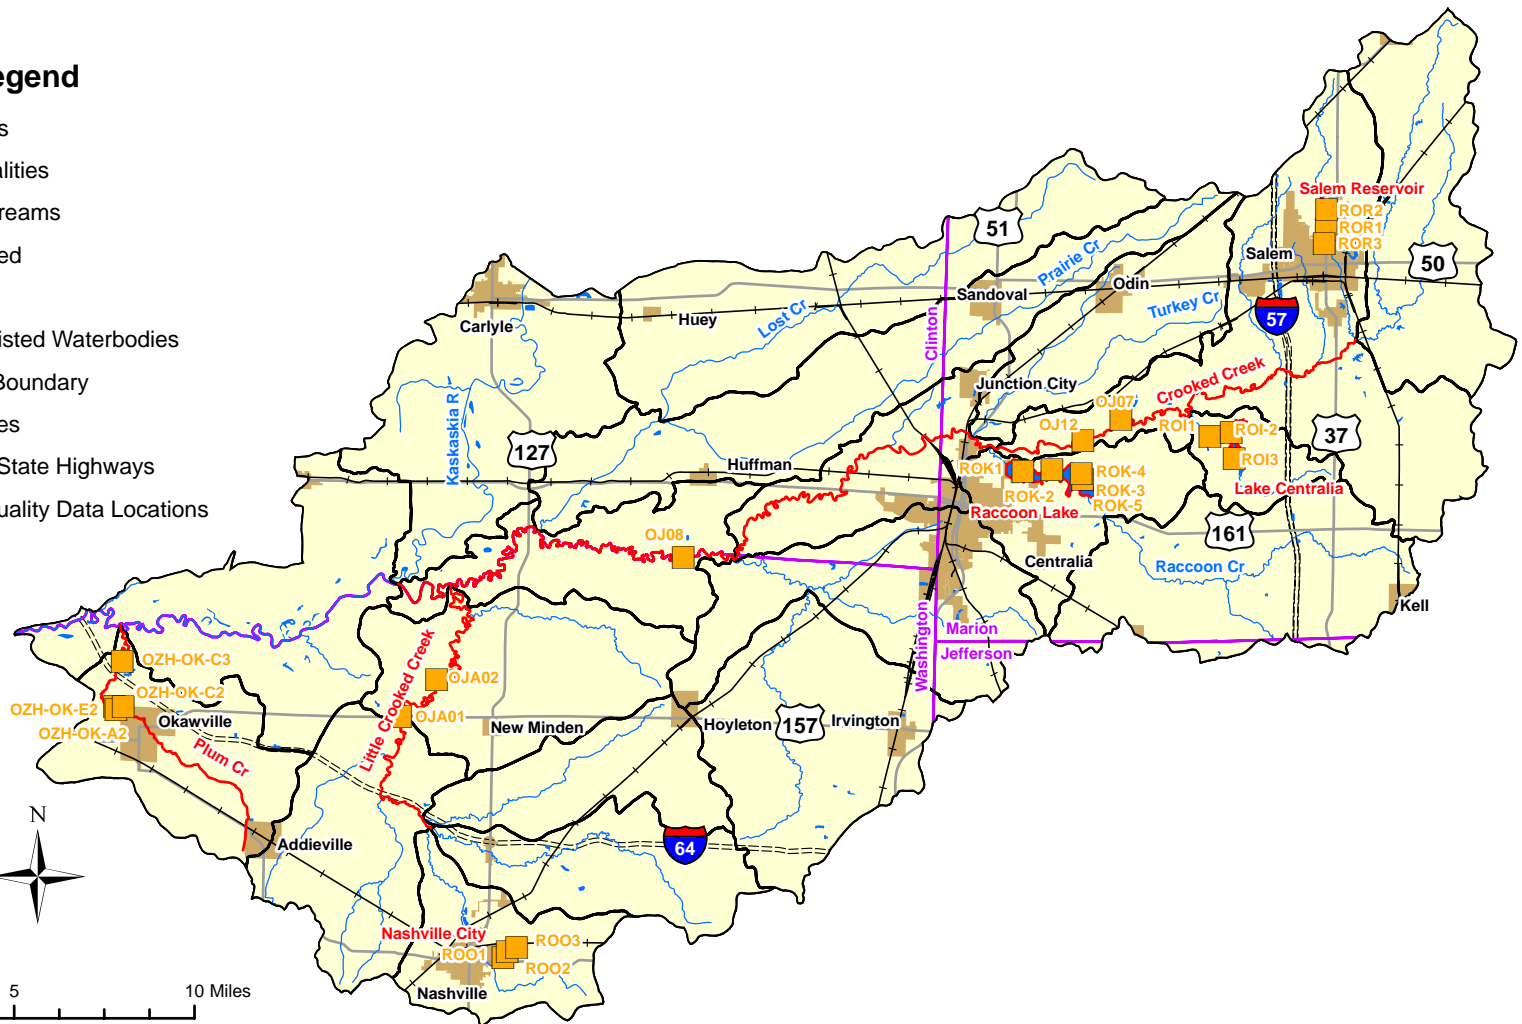 egend
s
alities
reams
ed
isted Waterbodies
Boundary
es
State Highways
uality Data Locations
Salem Reservoir
ROR2
ROR1
ROR3
51
50
Prairie Cr
Salem
Odin
Sandoval
Turkey Cr
57
Carlyle
Huey
Lost Cr
Clinton
Junction City
Crooked Creek
Kaskaskia R
OJ07
OJ12
ROI1
ROI-2
37
127
ROI3
Huffman
ROK1
ROK-4
ROK-2
ROK-3
Lake Centralia
ROK-5
Raccoon Lake
161
OJ08
Centralia
Raccoon Cr
Kell
Washington
Marion
Jefferson
OZH-OK-C3
Little Crooked Creek
OJA02
OZH-OK-C2
OZH-OK-E2
Okawville
OJA01
New Minden
Hoyleton
157
Irvington
OZH-OK-A2
Plum Cr
N
Addieville
64
Nashville City
ROO3
ROO1
ROO2
Nashville
5
10 Miles